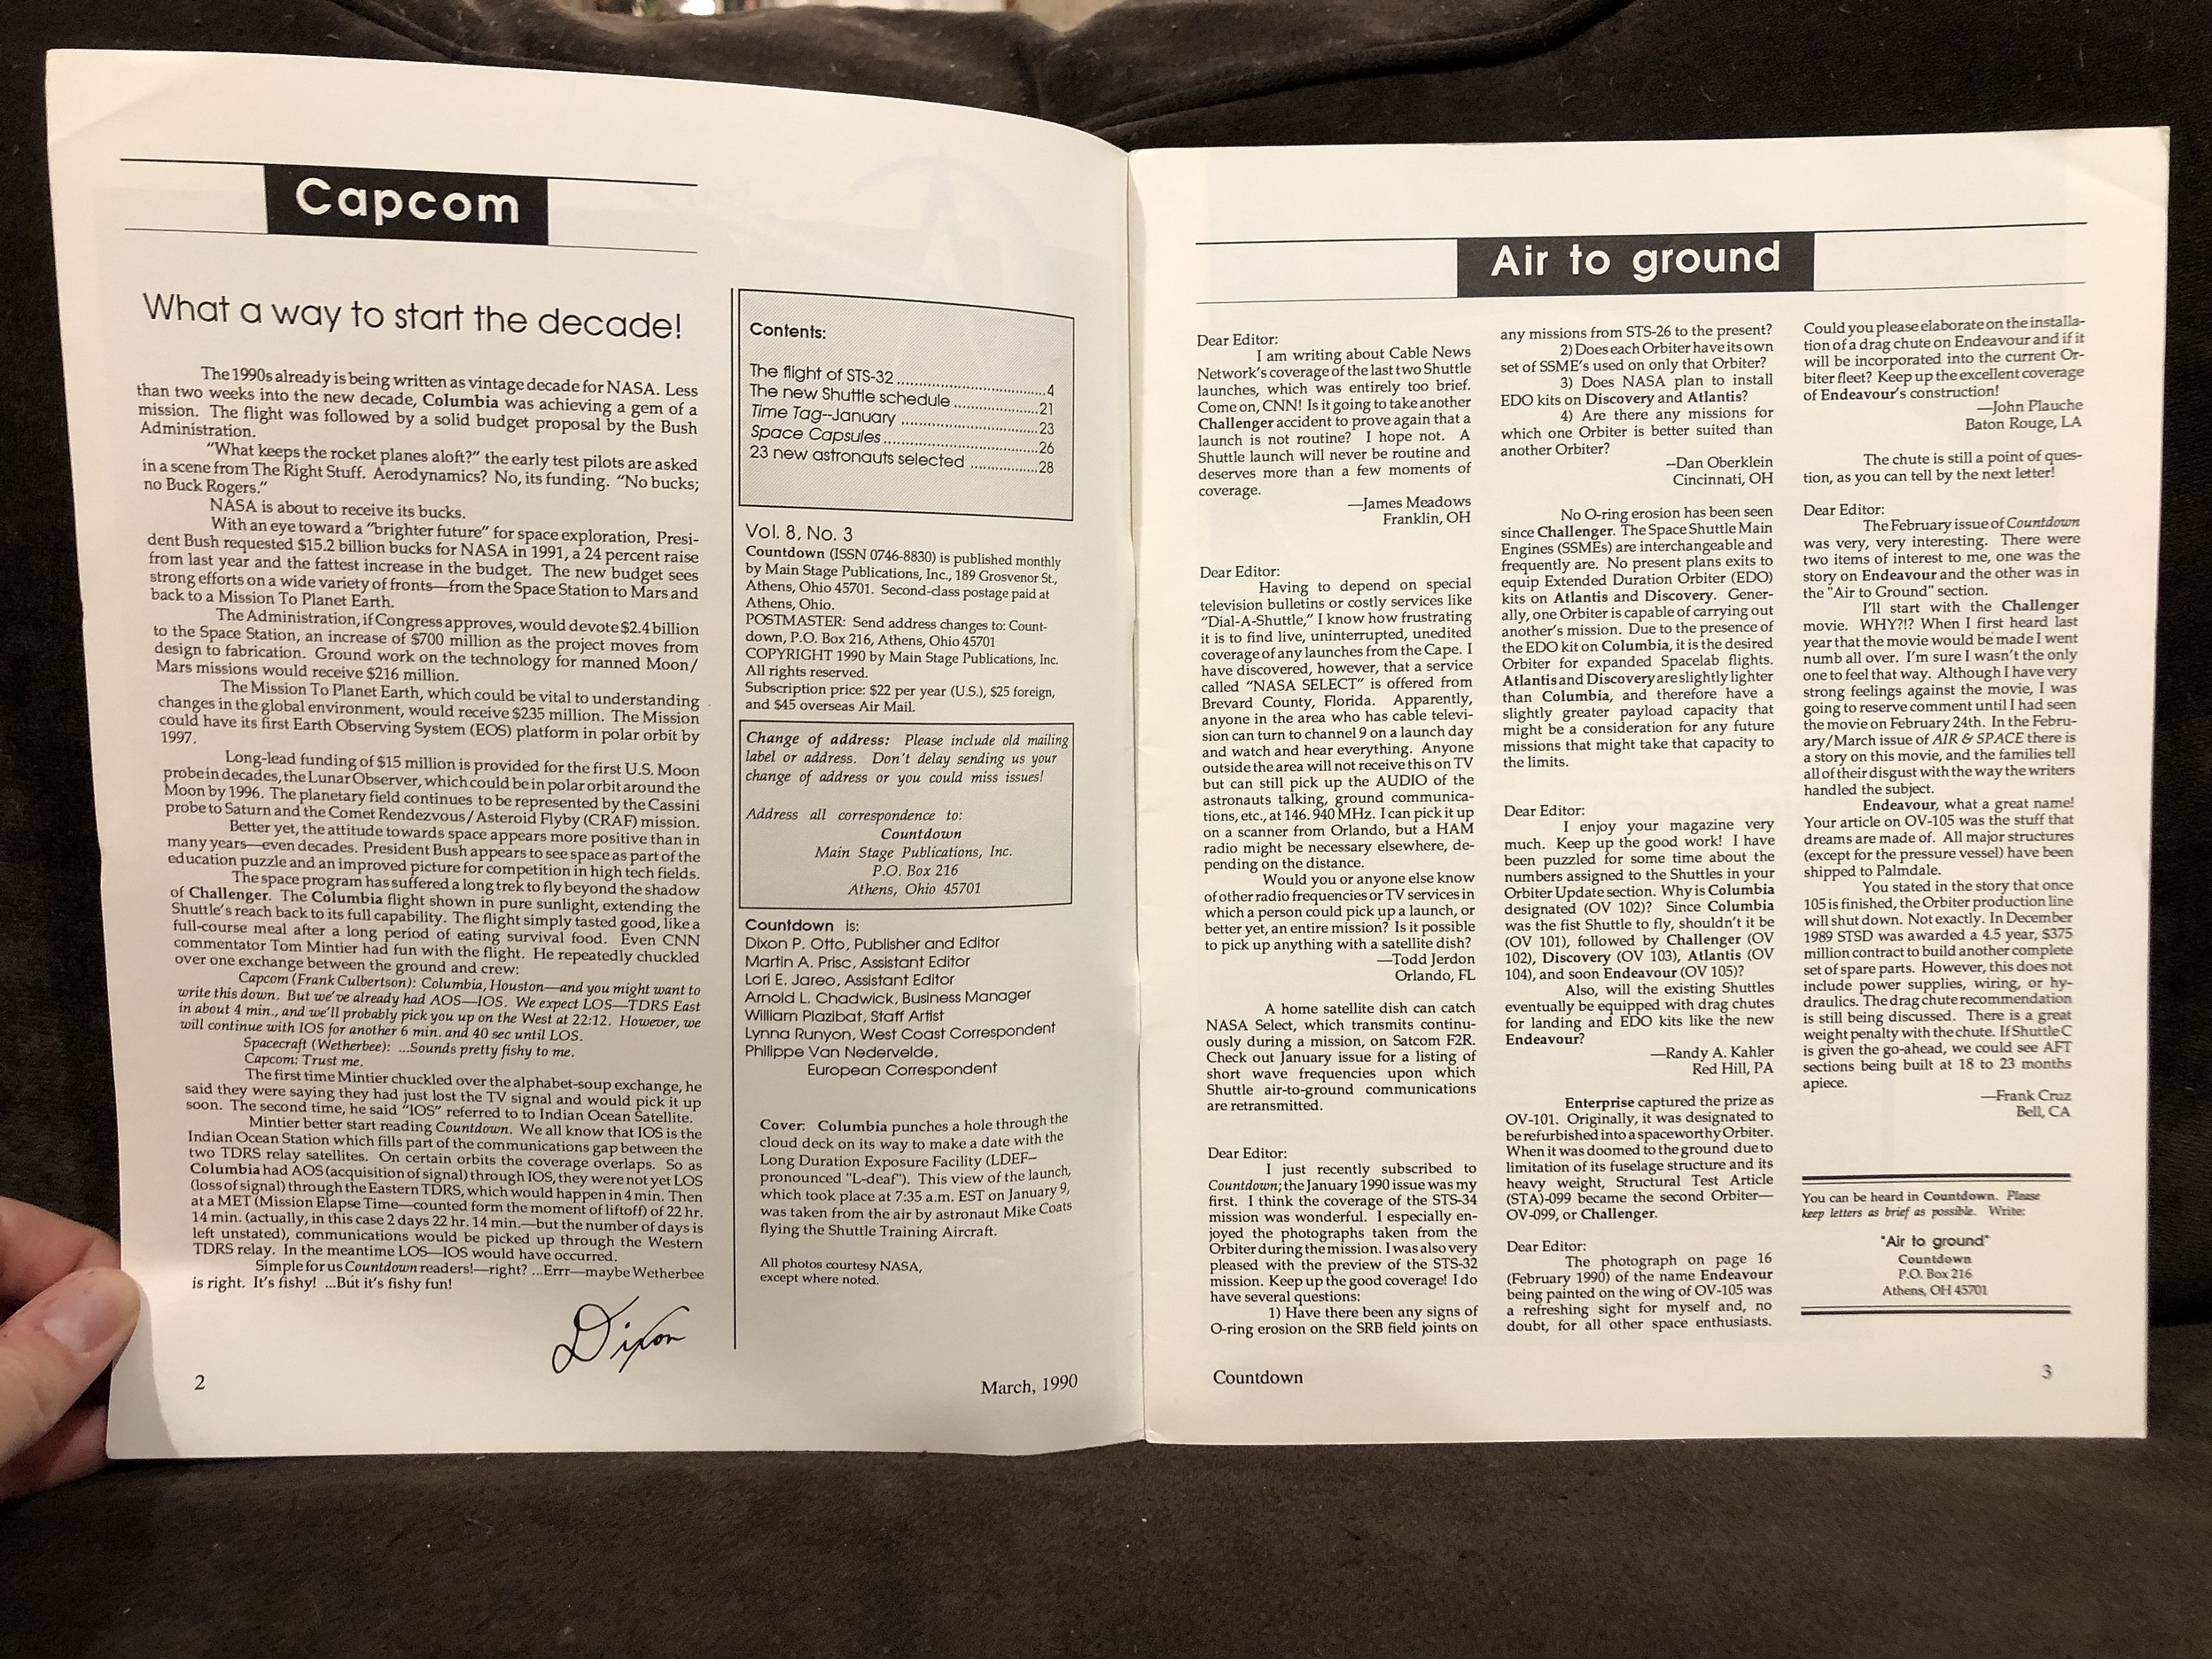 Capcom
What a way to start the decade!
The 1990s already is being written as vintage decade for NASA. Less
than two weeks into the new decade, Columbia was achieving a gem of a
mission. The flight was followed by a solid budget proposal by the Bush
Administration.
"What keeps the rocket planes aloft?" the early test pilots are asked
in a scene from The Right Stuff. Aerodynamics? No, its funding. "No bucks;
no Buck Rogers."
NASA is about to receive its bucks.
With an eye toward a "brighter future" for space exploration, Presi-
dent Bush requested $15.2 billion bucks for NASA in 1991, a 24 percent raise
from last year and the fattest increase in the budget. The new budget sees
strong efforts on a wide variety of fronts—from the Space Station to Mars and
back to a Mission To Planet Earth.
The Administration, if Congress approves, would devote $2.4 billion
to the Space Station, an increase of $700 million as the project moves from
design to fabrication. Ground work on the technology for manned Moon/
Mars missions would receive $216 million.
The Mission To Planet Earth, which could be vital to understanding
changes in the global environment, would receive $235 million. The Mission
could have its first Earth Observing System (EOS) platform in polar orbit by
1997.
Long-lead funding of $15 million is provided for the first U.S. Moon
probe in decades, the Lunar Observer, which could be in polar orbit around the
Moon by 1996. The planetary field continues to be represented by the Cassini
probe to Saturn and the Comet Rendezvous/Asteroid Flyby (CRAF) mission.
Better yet, the attitude towards space appears more positive than in
many years—even decades. President Bush appears to see space as part of the
education puzzle and an improved picture for competition in high tech fields.
The space program has suffered a long trek to fly beyond the shadow
of Challenger. The Columbia flight shown in pure sunlight, extending the
Shuttle's reach back to its full capability. The flight simply tasted good, like a
full-course meal after a long period of eating survival food. Even CNN
commentator Tom Mintier had fun with the flight. He repeatedly chuckled
over one exchange between the ground and crew:
Capcom (Frank Culbertson): Columbia, Houston—and you might want to
write this down. But we've already had AOS—IOS. We expect LOS—TDRS East
in about 4 min., and we'll probably pick you up on the West at 22:12. However, we
will continue with IOS for another 6 min. and 40 sec until LOS.
Spacecraft (Wetherbee): ...Sounds pretty fishy to me.
Capcom: Trust me.
The first time Mintier chuckled over the alphabet-soup exchange, he
said they were saying they had just lost the TV signal and would pick it up
soon. The second time, he said "IOS" referred to to Indian Ocean Satellite.
Mintier better start reading Countdown. We all know that IOS is the
Indian Ocean Station which fills part of the communications gap between the
two TDRS relay satellites. On certain orbits the coverage overlaps. So as
Columbia had AOS (acquisition of signal) through IOS, they were not yet LOS
(loss of signal) through the Eastern TDRS, which would happen in 4 min. Then
at a MET (Mission Elapse Time—counted form the moment of liftoff) of 22 hr.
14 min. (actually, in this case 2 days 22 hr. 14 min.—but the number of days is
left unstated), communications would be picked up through the Western
TDRS relay. In the meantime LOS—IOS would have occurred.
Simple for us Countdown readers!—right? ...Errr—maybe Wetherbee
is right. It's fishy! ...But it's fishy fun!
Dixon
2
Contents:
The flight of STS-32 ..............................4
The new Shuttle schedule .................21
Time Tag--January ...........................23
Space Capsules...............................26
23 new astronauts selected ..............28
Vol. 8, No. 3
Countdown (ISSN 0746-8830) is published monthly
by Main Stage Publications, Inc., 189 Grosvenor St.,
Athens, Ohio 45701. Second-class postage paid at
Athens, Ohio.
POSTMASTER: Send address changes to: Count-
down, P.O. Box 216, Athens, Ohio 45701
COPYRIGHT 1990 by Main Stage Publications, Inc.
All rights reserved.
Subscription price: $22 per year (U.S.), $25 foreign,
and $45 overseas Air Mail.
Change of address: Please include old mailing
label or address. Don't delay sending us your
change of address or you could miss issues!
Address all correspondence to:
Countdown
Main Stage Publications, Inc.
P.O. Box 216
Athens, Ohio 45701
Countdown is:
Dixon P. Otto, Publisher and Editor
Martin A. Prisc, Assistant Editor
Lori E. Jareo, Assistant Editor
Arnold L. Chadwick, Business Manager
William Plazibat, Staff Artist
Lynna Runyon, West Coast Correspondent
Philippe Van Nedervelde,
European Correspondent
Cover: Columbia punches a hole through the
cloud deck on its way to make a date with the
Long Duration Exposure Facility (LDEF–
pronounced "L-deaf"). This view of the launch,
which took place at 7:35 a.m. EST on January 9,
was taken from the air by astronaut Mike Coats
flying the Shuttle Training Aircraft.
All photos courtesy NASA,
except where noted.
March, 1990
Air to ground
Dear Editor:
I am writing about Cable News
Network's coverage of the last two Shuttle
launches, which was entirely too brief.
Come on, CNN! Is it going to take another
Challenger accident to prove again that a
launch is not routine? I hope not. A
Shuttle launch will never be routine and
deserves more than a few moments of
coverage.
—James Meadows
Franklin, OH
Dear Editor:
Having to depend on special
television bulletins or costly services like
"Dial-A-Shuttle," I know how frustrating
it is to find live, uninterrupted, unedited
coverage of any launches from the Cape. I
have discovered, however, that a service
called "NASA SELECT" is offered from
Brevard County, Florida. Apparently,
anyone in the area who has cable televi-
sion can turn to channel 9 on a launch day
and watch and hear everything. Anyone
outside the area will not receive this on TV
but can still pick up the AUDIO of the
astronauts talking, ground communica-
tions, etc., at 146.940 MHz. I can pick it up
on a scanner from Orlando, but a HAM
radio might be necessary elsewhere, de-
pending on the distance.
Would you or anyone else know
of other radio frequencies or TV services in
which a person could pick up a launch, or
better yet, an entire mission? Is it possible
to pick up anything with a satellite dish?
—Todd Jerdon
Orlando, FL
A home satellite dish can catch
NASA Select, which transmits continu-
ously during a mission, on Satcom F2R.
Check out January issue for a listing of
short wave frequencies upon which
Shuttle air-to-ground communications
are retransmitted.
Dear Editor:
I just recently subscribed to
Countdown; the January 1990 issue was my
first. I think the coverage of the STS-34
mission was wonderful. I especially en-
joyed the photographs taken from the
Orbiter during the mission. I was also very
pleased with the preview of the STS-32
mission. Keep up the good coverage! I do
have several questions:
1) Have there been any signs of
O-ring erosion on the SRB field joints on
any missions from STS-26 to the present?
2) Does each Orbiter have its own
set of SSME's used on only that Orbiter?
3) Does NASA plan to install
EDO kits on Discovery and Atlantis?
4) Are there any missions for
which one Orbiter is better suited than
another Orbiter?
--Dan Oberklein
Cincinnati, OH
No O-ring erosion has been seen
since Challenger. The Space Shuttle Main
Engines (SSMEs) are interchangeable and
frequently are. No present plans exits to
equip Extended Duration Orbiter (EDO)
kits on Atlantis and Discovery. Gener-
ally, one Orbiter is capable of carrying out
another's mission. Due to the presence of
the EDO kit on Columbia, it is the desired
Orbiter for expanded Spacelab flights.
Atlantis and Discovery are slightly lighter
than Columbia, and therefore have a
slightly greater payload capacity that
might be a consideration for any future
missions that might take that capacity to
the limits.
Dear Editor:
I enjoy your magazine very
much. Keep up the good work! I have
been puzzled for some time about the
numbers assigned to the Shuttles in your
Orbiter Update section. Why is Columbia
designated (OV 102)? Since Columbia
was the fist Shuttle to fly, shouldn't it be
(OV 101), followed by Challenger (OV
102), Discovery (OV 103), Atlantis (OV
104), and soon Endeavour (OV 105)?
Also, will the existing Shuttles
eventually be equipped with drag chutes
for landing and EDO kits like the new
Endeavour?
—Randy A. Kahler
Red Hill, PA
Enterprise captured the prize as
OV-101. Originally, it was designated to
be refurbished into a spaceworthy Orbiter.
When it was doomed to the ground due to
limitation of its fuselage structure and its
heavy weight, Structural Test Article
(STA)-099 became the second Orbiter—
OV-099, or Challenger.
Dear Editor:
The photograph on page 16
(February 1990) of the name Endeavour
being painted on the wing of OV-105 was
a refreshing sight for myself and, no
doubt, for all other space enthusiasts.
Could you please elaborate on the installa-
tion of a drag chute on Endeavour and if it
will be incorporated into the current Or-
biter fleet? Keep up the excellent coverage
of Endeavour's construction!
—John Plauche
Baton Rouge, LA
The chute is still a point of ques-
tion, as you can tell by the next letter!
Dear Editor:
The February issue of Countdown
was very, very interesting. There were
two items of interest to me, one was the
story on Endeavour and the other was in
the "Air to Ground" section.
I'll start with the Challenger
movie. WHY?!? When I first heard last
year that the movie would be made I went
numb all over. I'm sure I wasn't the only
one to feel that way. Although I have very
strong feelings against the movie, I was
going to reserve comment until I had seen
the movie on February 24th. In the Febru-
ary/March issue of AIR & SPACE there is
a story on this movie, and the families tell
all of their disgust with the way the writers
handled the subject.
Endeavour, what a great name!
Your article on OV-105 was the stuff that
dreams are made of. All major structures
(except for the pressure vessel) have been
shipped to Palmdale.
You stated in the story that once
105 is finished, the Orbiter production line
will shut down. Not exactly. In December
1989 STSD was awarded a 4.5 year, $375
million contract to build another complete
set of spare parts. However, this does not
include power supplies, wiring, or hy-
draulics. The drag chute recommendation
is still being discussed. There is a great
weight penalty with the chute. If Shuttle C
is given the go-ahead, we could see AFT
sections being built at 18 to 23 months
apiece.
—Frank Cruz
Bell, CA
You can be heard in Countdown. Please
keep letters as brief as possible. Write:
"Air to ground"
Countdown
P.O. Box 216
Athens, OH 45701
Countdown
3